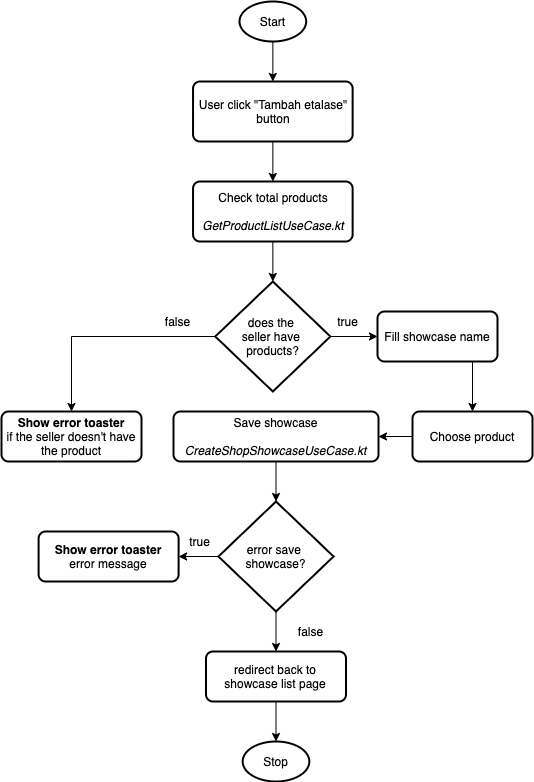 Start
User click "Tambah etalase"
button
Check total products
GetProductListUseCase.kt
does the
seller have
products?
false
true
Fill showcase name
Show error toaster
if the seller doesn't have
the product
Save showcase
CreateShopShowcaseUseCase.kt
Choose product
error save
showcase?
true
Show error toaster
error message
false
redirect back to
showcase list page
Stop